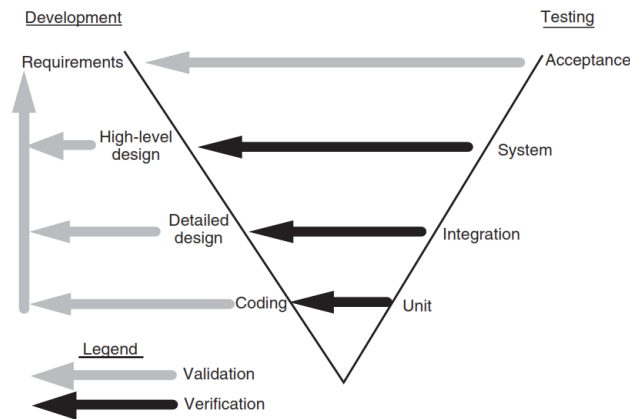 Development
Testing
Requirements
Acceptance
High-level
design
System
Detailed
design
Integration
Coding
Unit
Legend
Validation
Verification